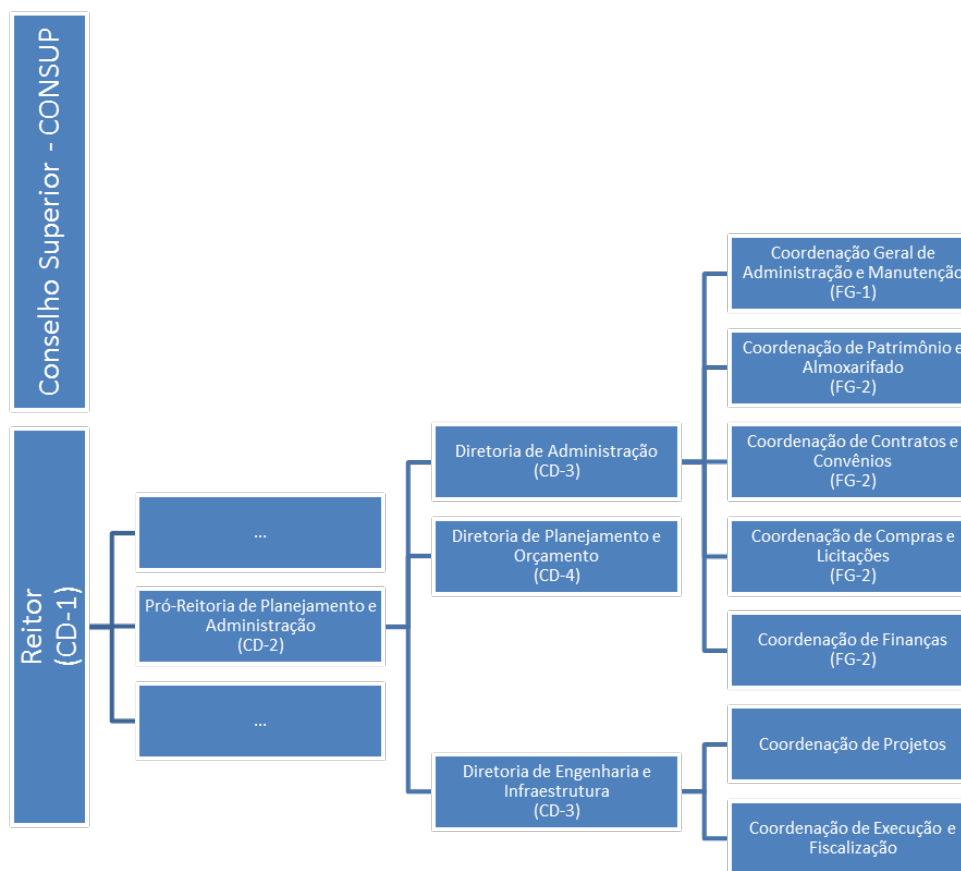 Conselho Superior - CONSUP
Reitor
(CD-1)
...
Pró-Reitoria de Planejamento e
Administração
(CD-2)
...
Diretoria de Administração
(CD-3)
Diretoria de Planejamento e
Orçamento
(CD-4)
Diretoria de Engenharia e
Infraestrutura
(CD-3)
Coordenação Geral de
Administração e Manutenção
(FG-1)
Coordenação de Patrimônio e
Almoxarifado
(FG-2)
Coordenação de Contratos e
Convênios
(FG-2)
Coordenação de Compras e
Licitações
(FG-2)
Coordenação de Finanças
(FG-2)
Coordenação de Projetos
Coordenação de Execução e
Fiscalização